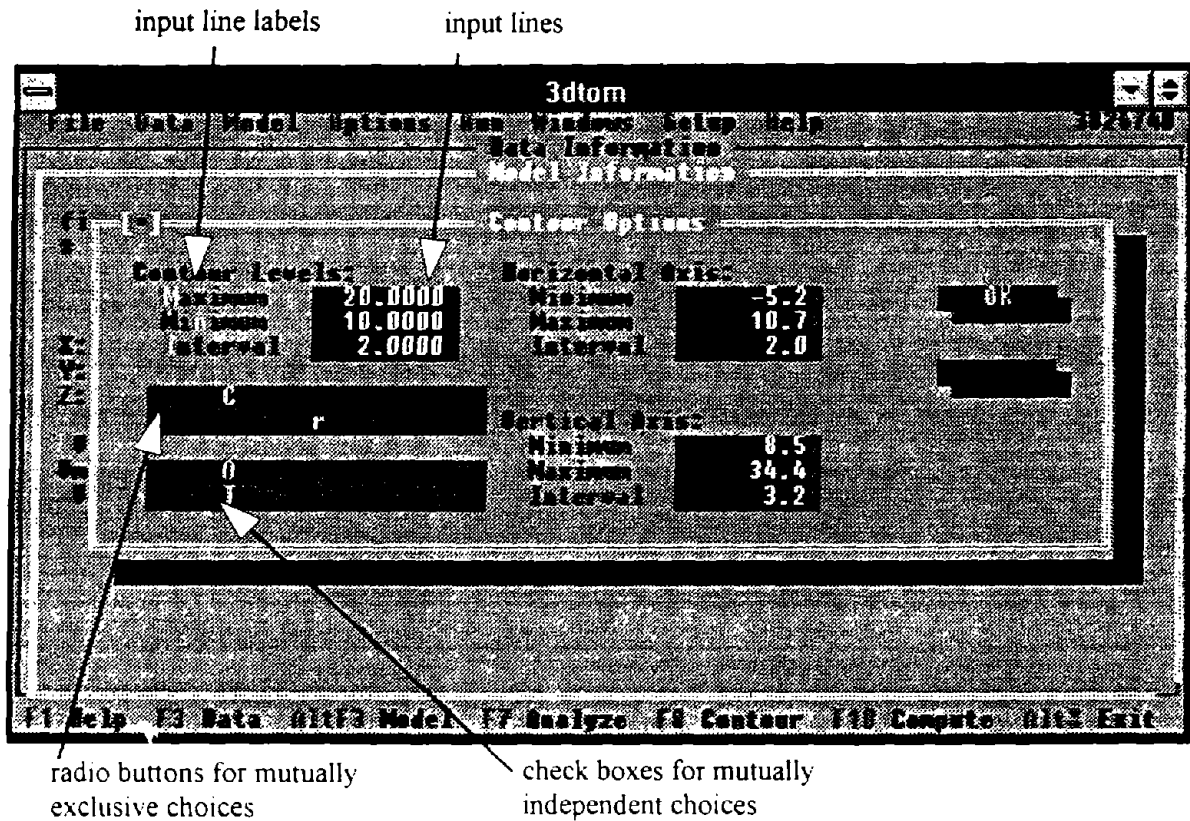 input line labels
input lines
3dtom
File Data Model Options Run Windows Setup Help
Data Information
Model Information
[■] Contour Options
Contour Levels: Horizontal Axis:
Maximum 20.0000 Minimum -5.2 OK
Minimum 10.0000 Maximum 10.7
Interval 2.0000 Interval 2.0
C
r
Vertical Axis:
Minimum 0.5
O Maximum 34.4
T Interval 3.2
F1 Help F3 Data AltF3 Model F7 Analyze F8 Contour F10 Compute AltX Exit
radio buttons for mutually
exclusive choices
check boxes for mutually
independent choices